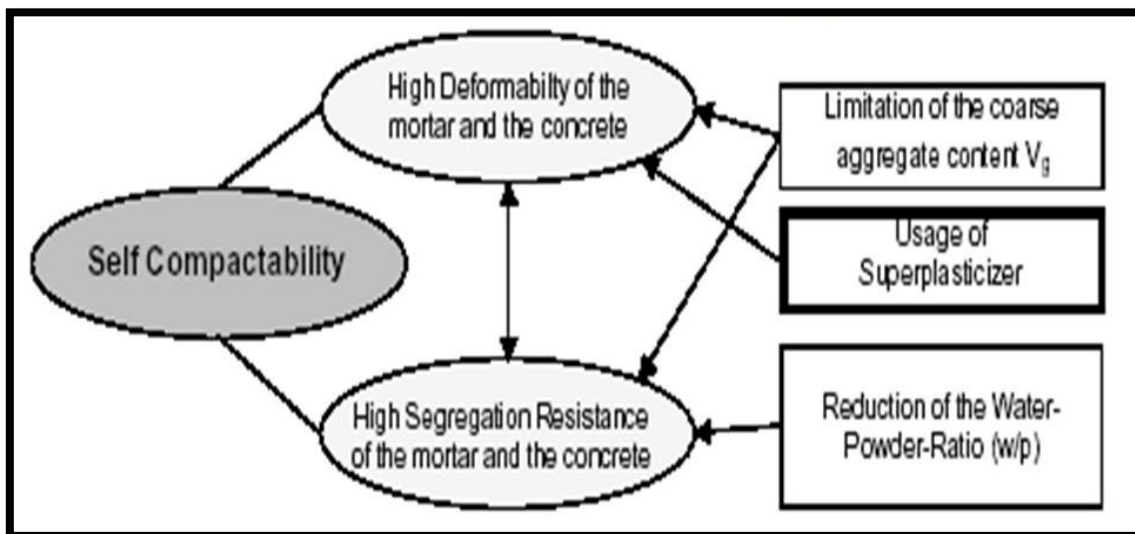 High Deformabilty of the
mortar and the concrete
Limitation of the coarse
aggregate content Vg
Self Compactability
Usage of
Superplasticizer
High Segregation Resistance
of the mortar and the concrete
Reduction of the Water-
Powder-Ratio (w/p)